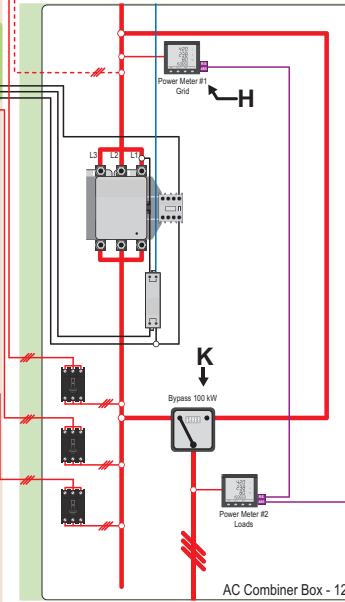 Power Meter #1
Grid
H
L3
L2
L1
K
Bypass 100 kW
Power Meter #2
Loads
AC Combiner Box - 12